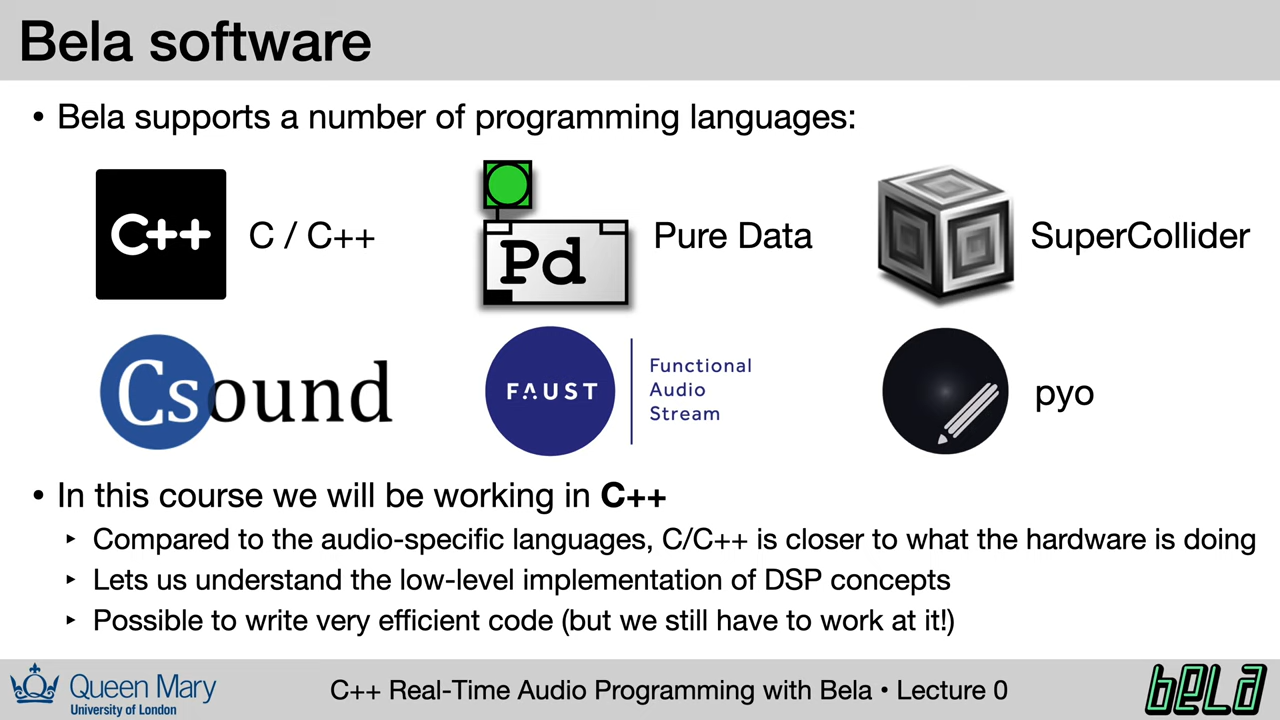 Bela software
• Bela supports a number of programming languages:
C++ C / C++
Pd Pure Data
SuperCollider
Csound
FAUST Functional
Audio
Stream
pyo
• In this course we will be working in C++
‣ Compared to the audio-specific languages, C/C++ is closer to what the hardware is doing
‣ Lets us understand the low-level implementation of DSP concepts
‣ Possible to write very efficient code (but we still have to work at it!)
Queen Mary
University of London
C++ Real-Time Audio Programming with Bela • Lecture 0
BELA